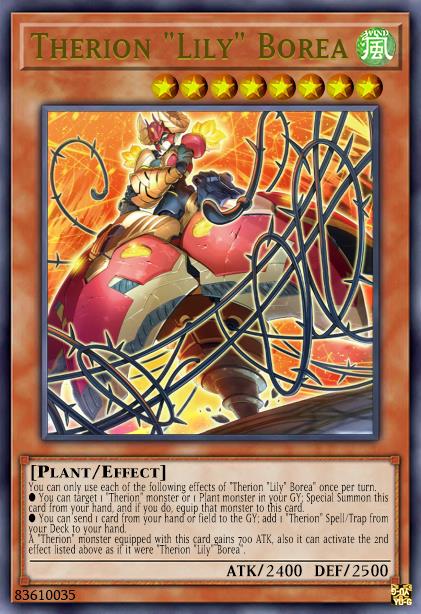 Therion "Lily" Borea
WIND
風
[Plant/Effect]
You can only use each of the following effects of "Therion "Lily" Borea" once per turn.
● You can target 1 "Therion" monster or 1 Plant monster in your GY; Special Summon this
card from your hand, and if you do, equip that monster to this card.
● You can send 1 card from your hand or field to the GY; add 1 "Therion" Spell/Trap from
your Deck to your hand.
A "Therion" monster equipped with this card gains 700 ATK, also it can activate the 2nd
effect listed above as if it were "Therion "Lily" Borea".
ATK/2400 DEF/2500
83610035